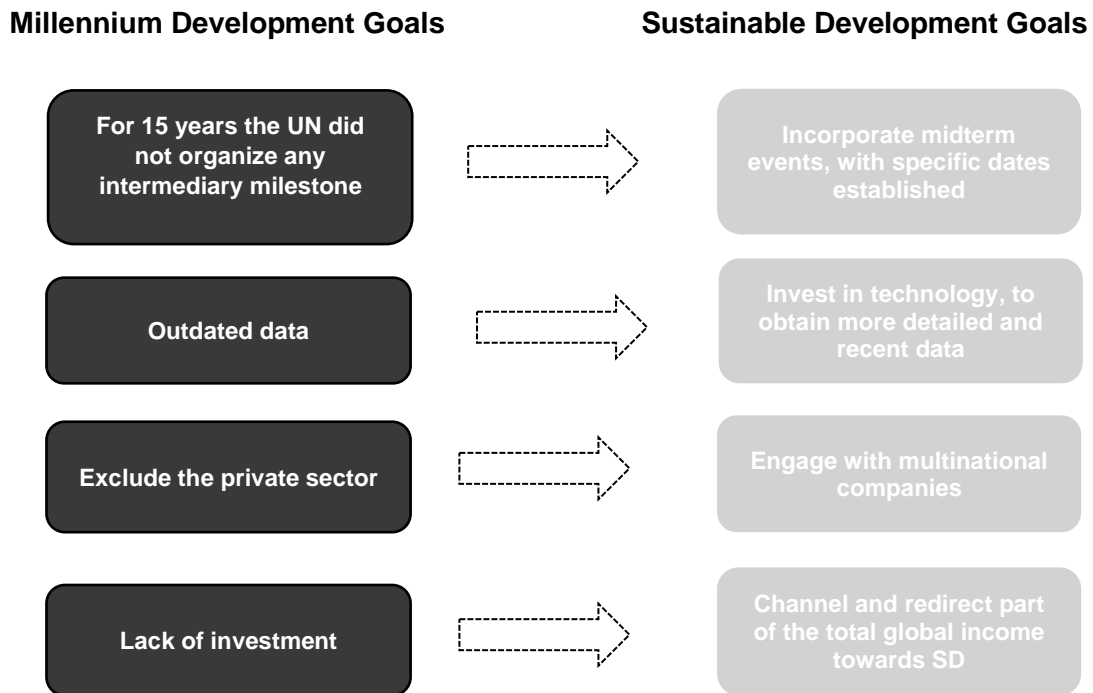 Millennium Development Goals
Sustainable Development Goals
For 15 years the UN did
not organize any
intermediary milestone
Incorporate midterm
events, with specific dates
established
Outdated data
Invest in technology, to
obtain more detailed and
recent data
Exclude the private sector
Engage with multinational
companies
Lack of investment
Channel and redirect part
of the total global income
towards SD